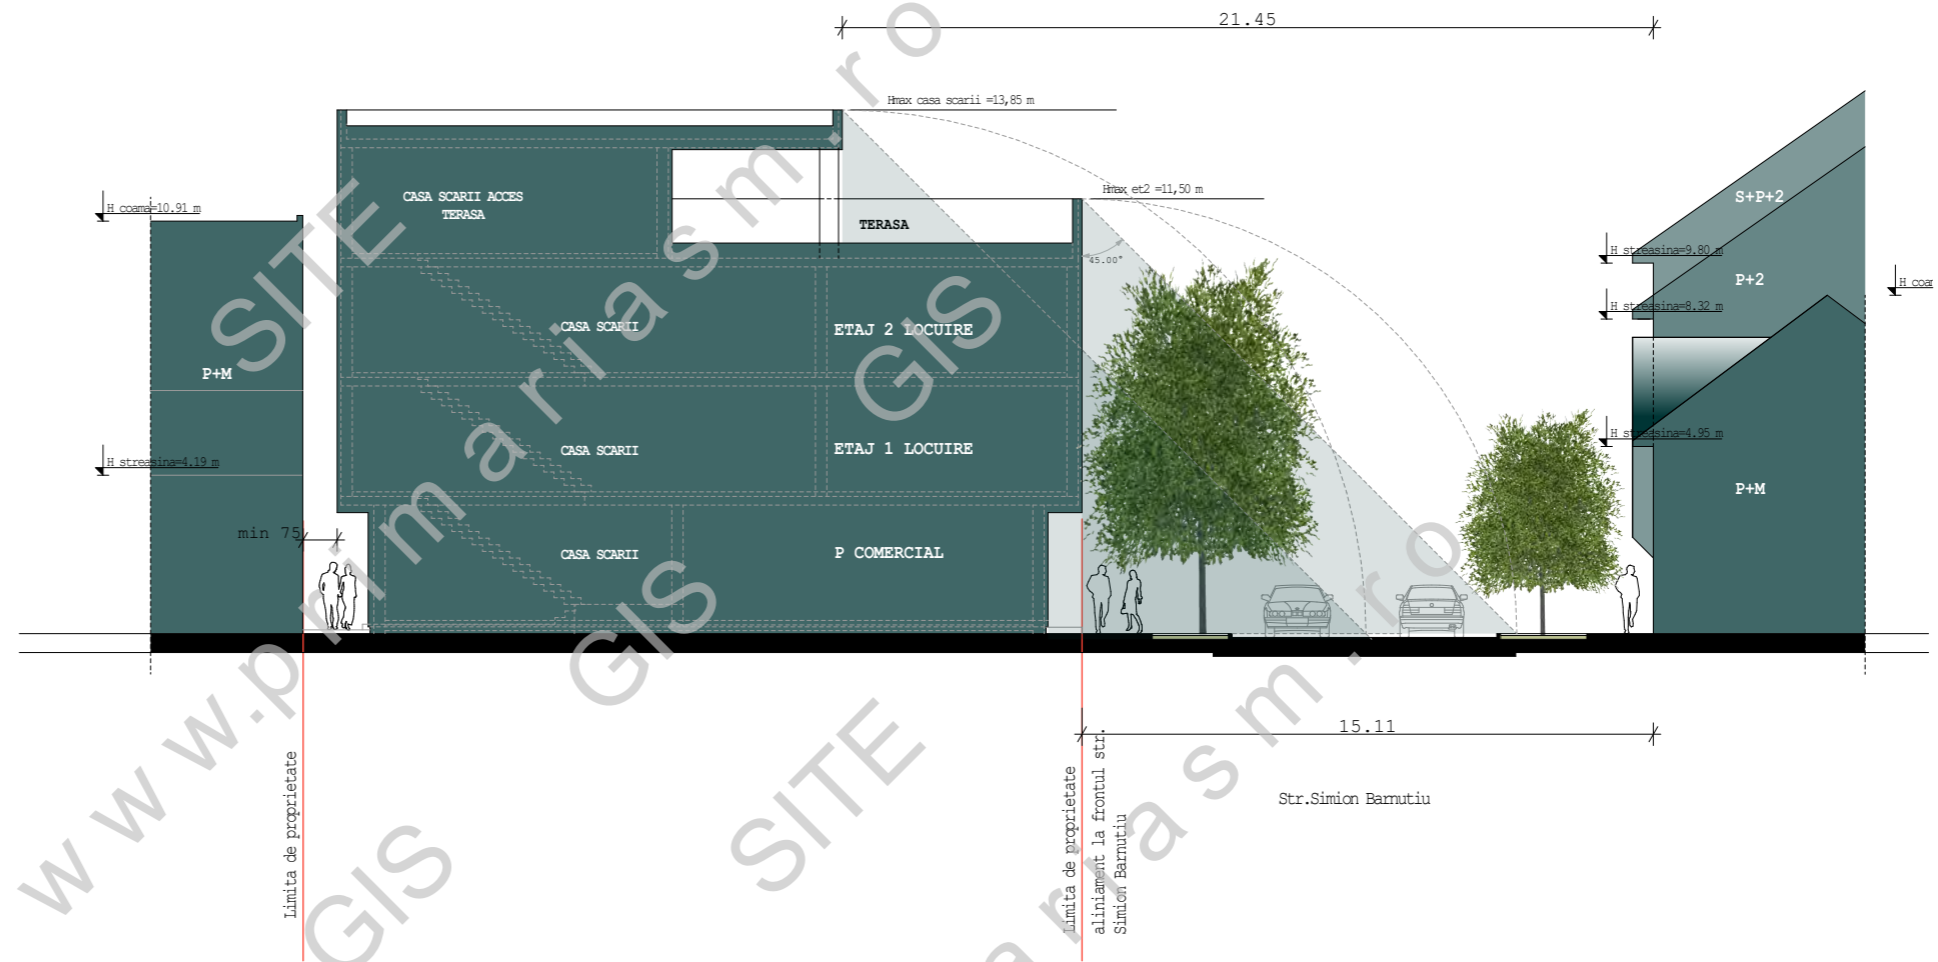 21.45
Hmax casa scarii =13,85 m
H coama=10.91 m
CASA SCARII ACCES
TERASA
Hmax et2 =11,50 m
TERASA
45.00°
S+P+2
H streasina=9.80 m
P+2
H streasina=8.32 m
H coa
CASA SCARII
ETAJ 2 LOCUIRE
P+M
CASA SCARII
ETAJ 1 LOCUIRE
H streasina=4.95 m
H streasina=4.19 m
P+M
min 75
CASA SCARII
P COMERCIAL
15.11
Str.Simion Barnutiu
Limita de proprietate
Limita de proprietate
aliniament la frontul str.
Simion Barnutiu
www.primariasm.ro
SITE
GIS
GIS
SITE
GIS
ariasm.ro